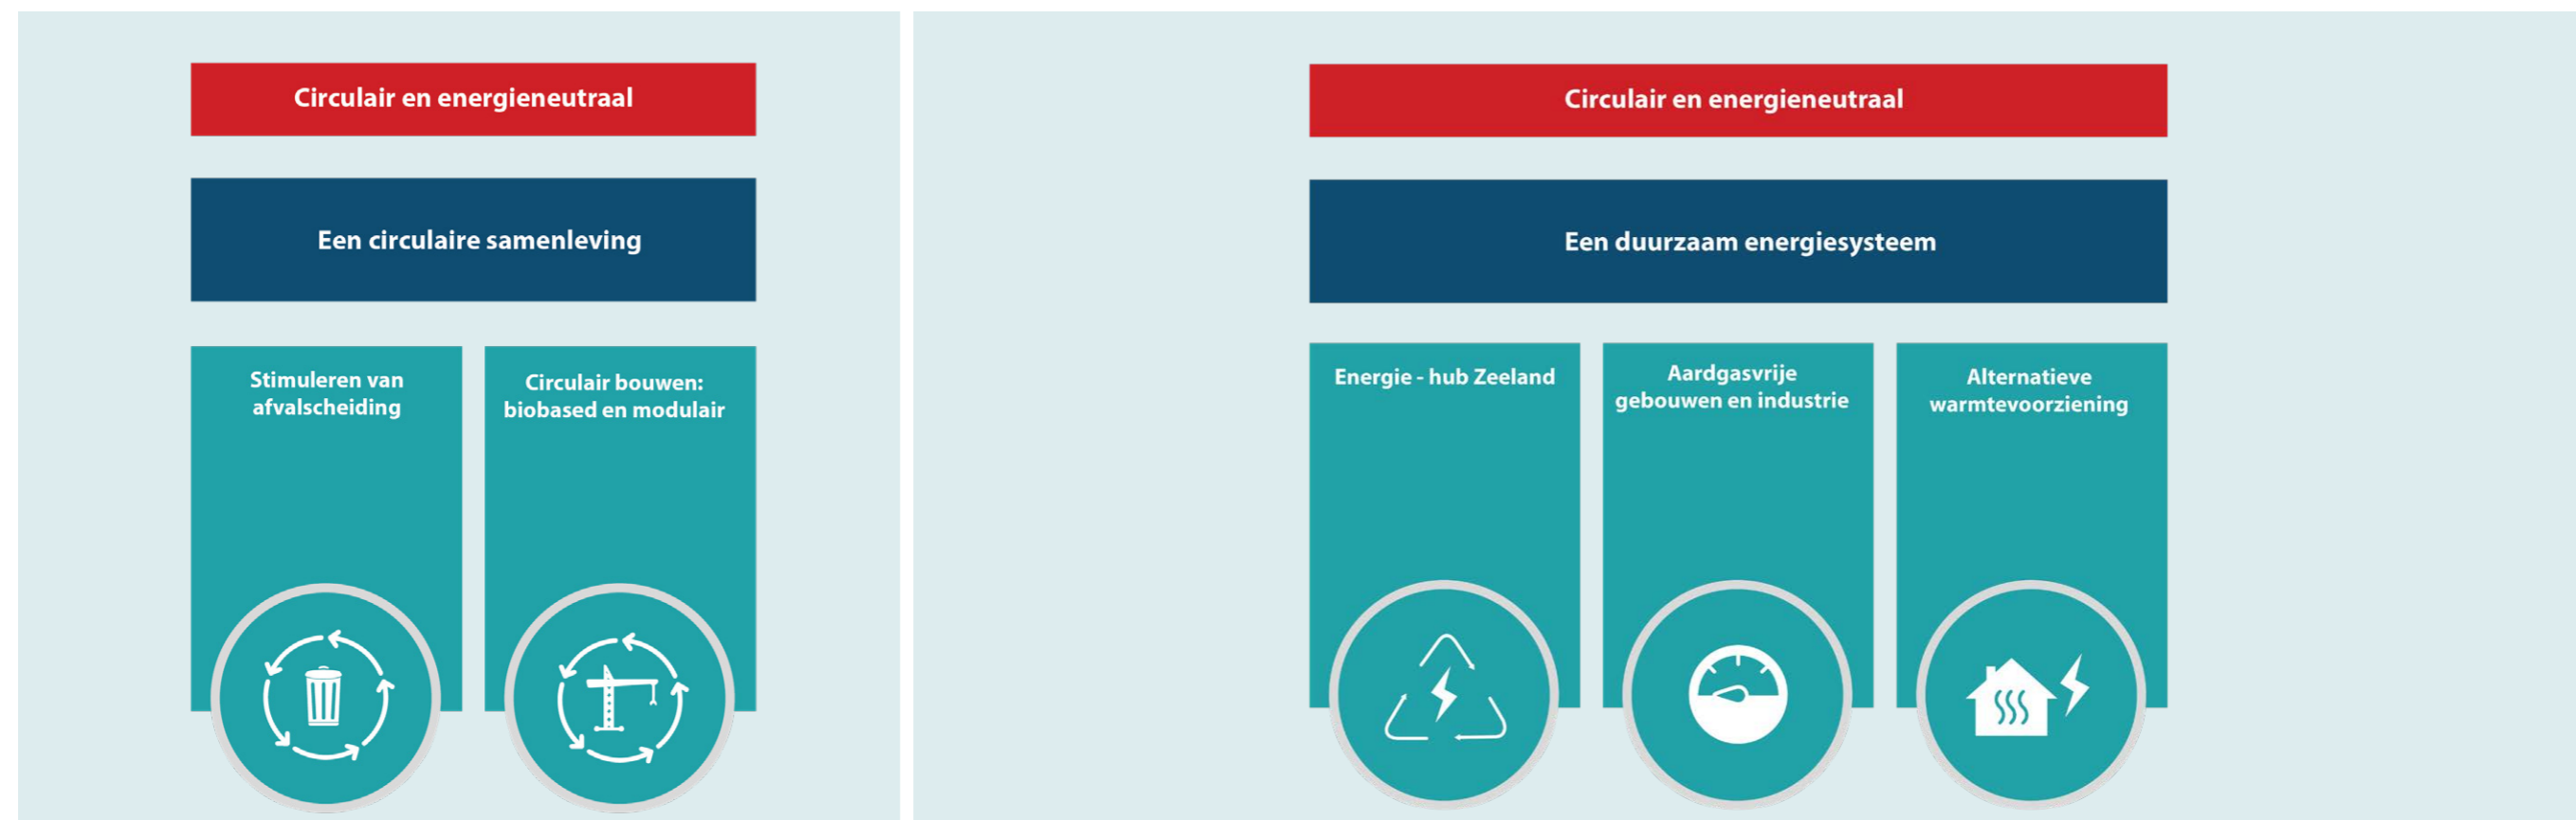 Circulair en energieneutraal
Een circulaire samenleving
Stimuleren van
afvalscheiding
Circulair bouwen:
biobased en modulair
Circulair en energieneutraal
Een duurzaam energiesysteem
Energie - hub Zeeland
Aardgasvrije
gebouwen en industrie
Alternatieve
warmtevoorziening